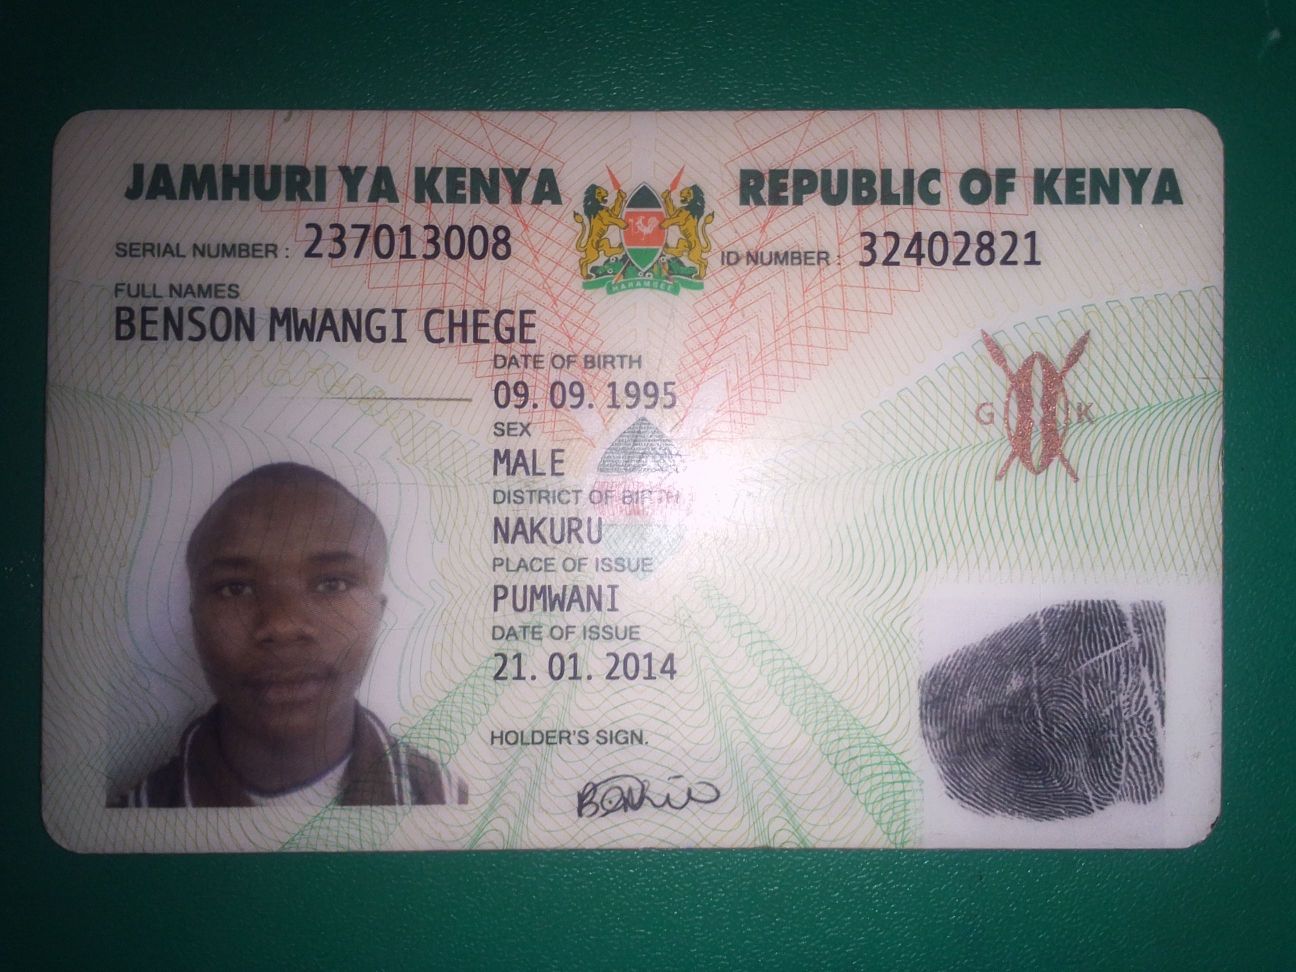 JAMHURI YA KENYA
REPUBLIC OF KENYA
SERIAL NUMBER : 237013008
ID NUMBER : 32402821
HARAMBEE
FULL NAMES
BENSON MWANGI CHEGE
DATE OF BIRTH
09. 09. 1995
SEX
MALE
G K
DISTRICT OF BIRTH
NAKURU
PLACE OF ISSUE
PUMWANI
DATE OF ISSUE
21. 01. 2014
HOLDER'S SIGN.